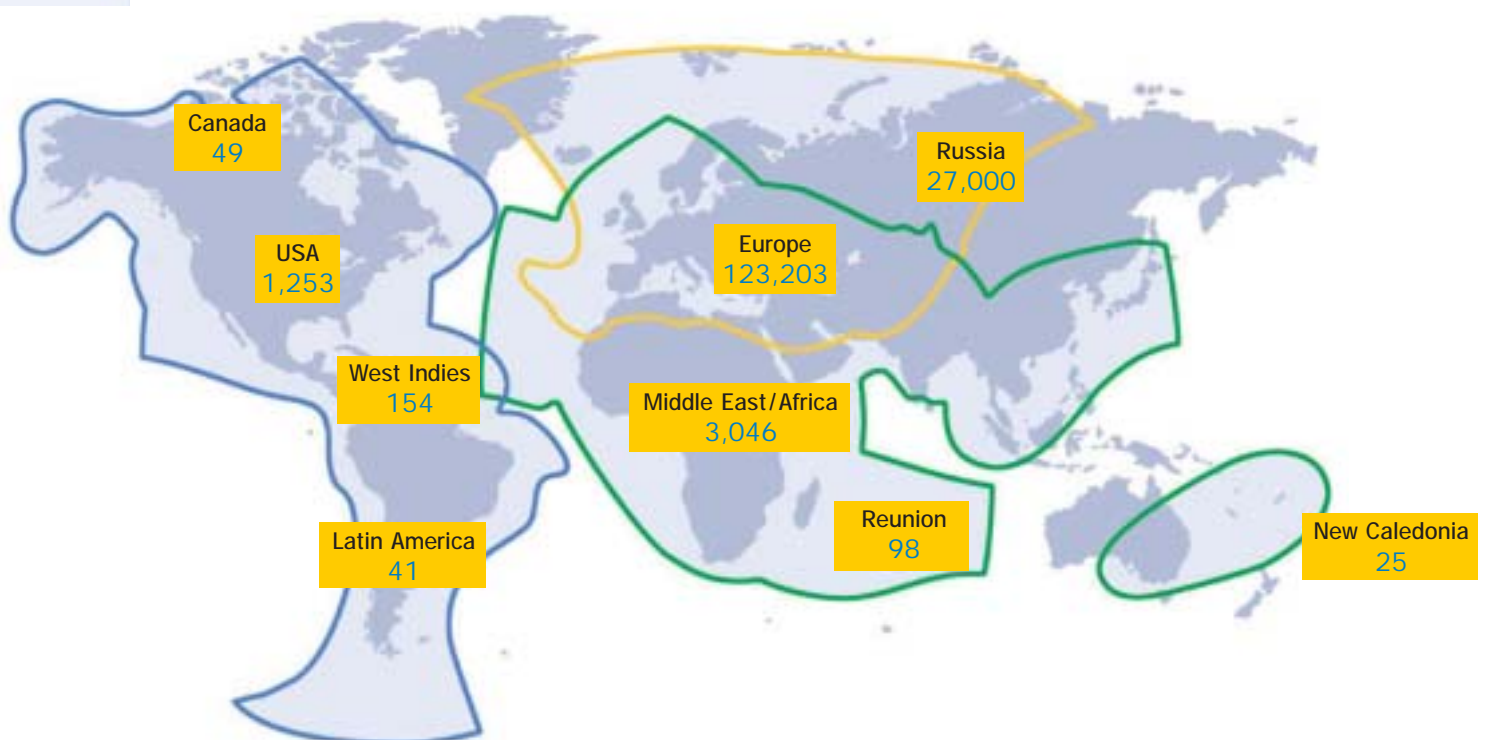 Canada
49
Russia
27,000
USA
1,253
Europe
123,203
West Indies
154
Middle East/Africa
3,046
Latin America
41
Reunion
98
New Caledonia
25